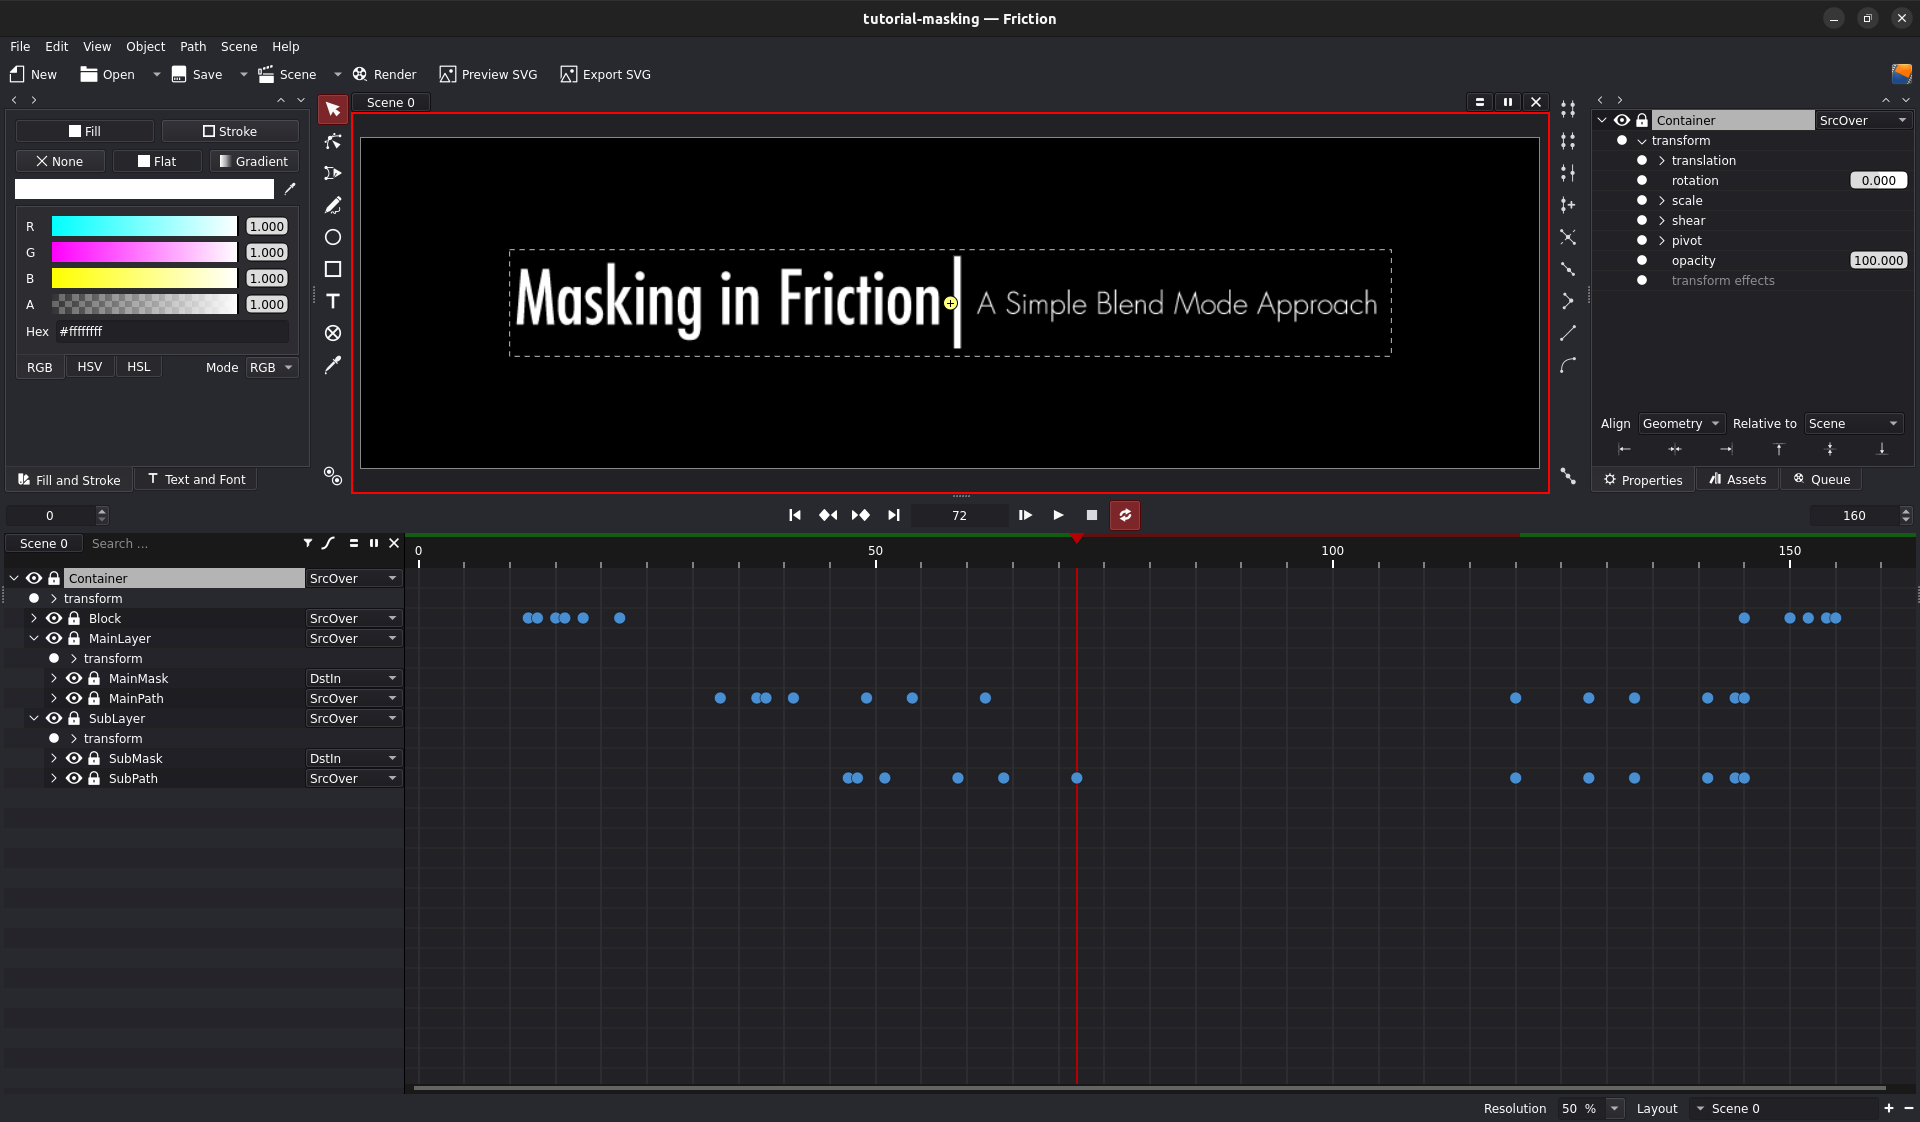 tutorial-masking — Friction
File Edit View Object Path Scene Help
New Open Save Scene Render Preview SVG Export SVG
Scene 0
Fill Stroke
None Flat Gradient
R 1.000
G 1.000
B 1.000
A 1.000
Hex #ffffffff
RGB HSV HSL Mode RGB
Fill and Stroke Text and Font
Masking in Friction A Simple Blend Mode Approach
Container SrcOver
transform
translation
rotation 0.000
scale
shear
pivot
opacity 100.000
transform effects
Align Geometry Relative to Scene
Properties Assets Queue
0 72 160
Scene 0 Search ...
0 50 100 150
Container SrcOver
transform
Block SrcOver
MainLayer SrcOver
transform
MainMask DstIn
MainPath SrcOver
SubLayer SrcOver
transform
SubMask DstIn
SubPath SrcOver
Resolution 50 % Layout Scene 0